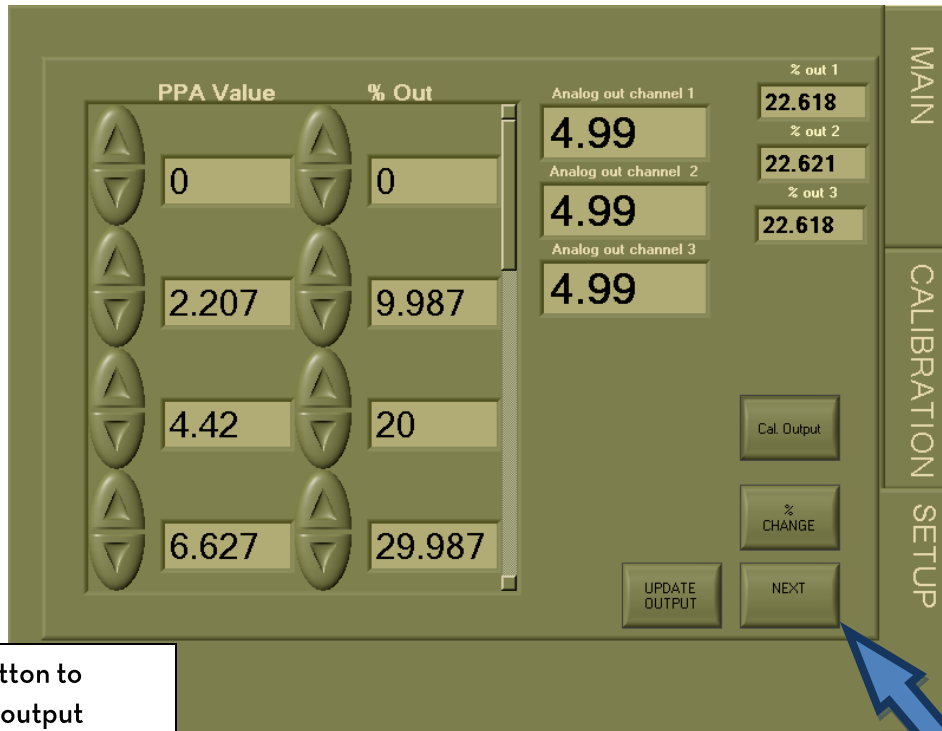 PPA Value
% Out
0
0
2.207
9.987
4.42
20
6.627
29.987
Analog out channel 1
4.99
Analog out channel 2
4.99
Analog out channel 3
4.99
% out 1
22.618
% out 2
22.621
% out 3
22.618
Cal. Output
%
CHANGE
UPDATE
OUTPUT
NEXT
MAIN
CALIBRATION
SETUP
to
output